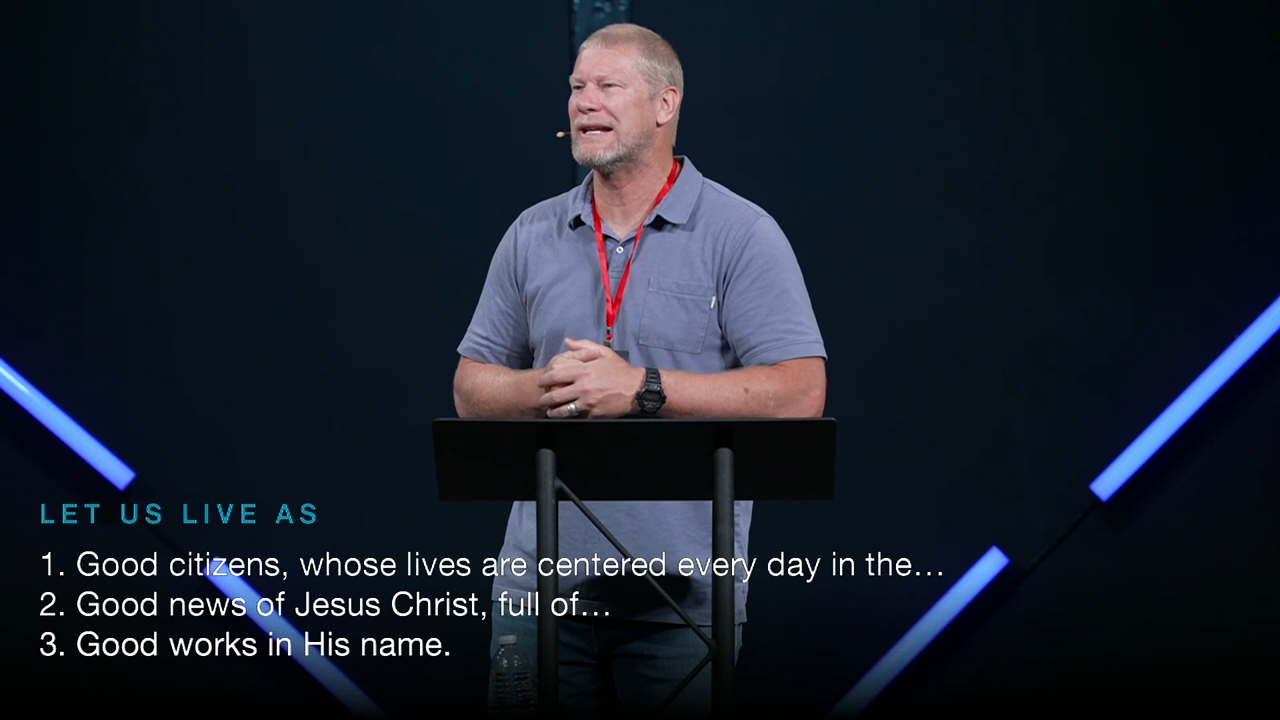 LET US LIVE AS
1. Good citizens, whose lives are centered every day in the...
2. Good news of Jesus Christ, full of...
3. Good works in His name.